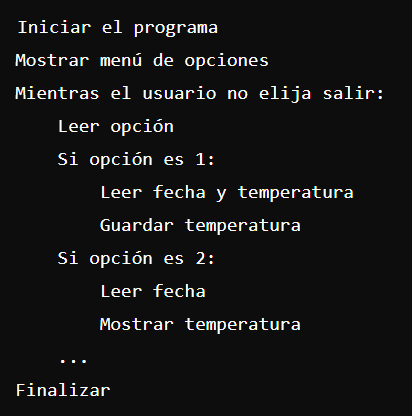 Iniciar el programa
Mostrar menú de opciones
Mientras el usuario no elija salir:
Leer opción
Si opción es 1:
Leer fecha y temperatura
Guardar temperatura
Si opción es 2:
Leer fecha
Mostrar temperatura
...
Finalizar